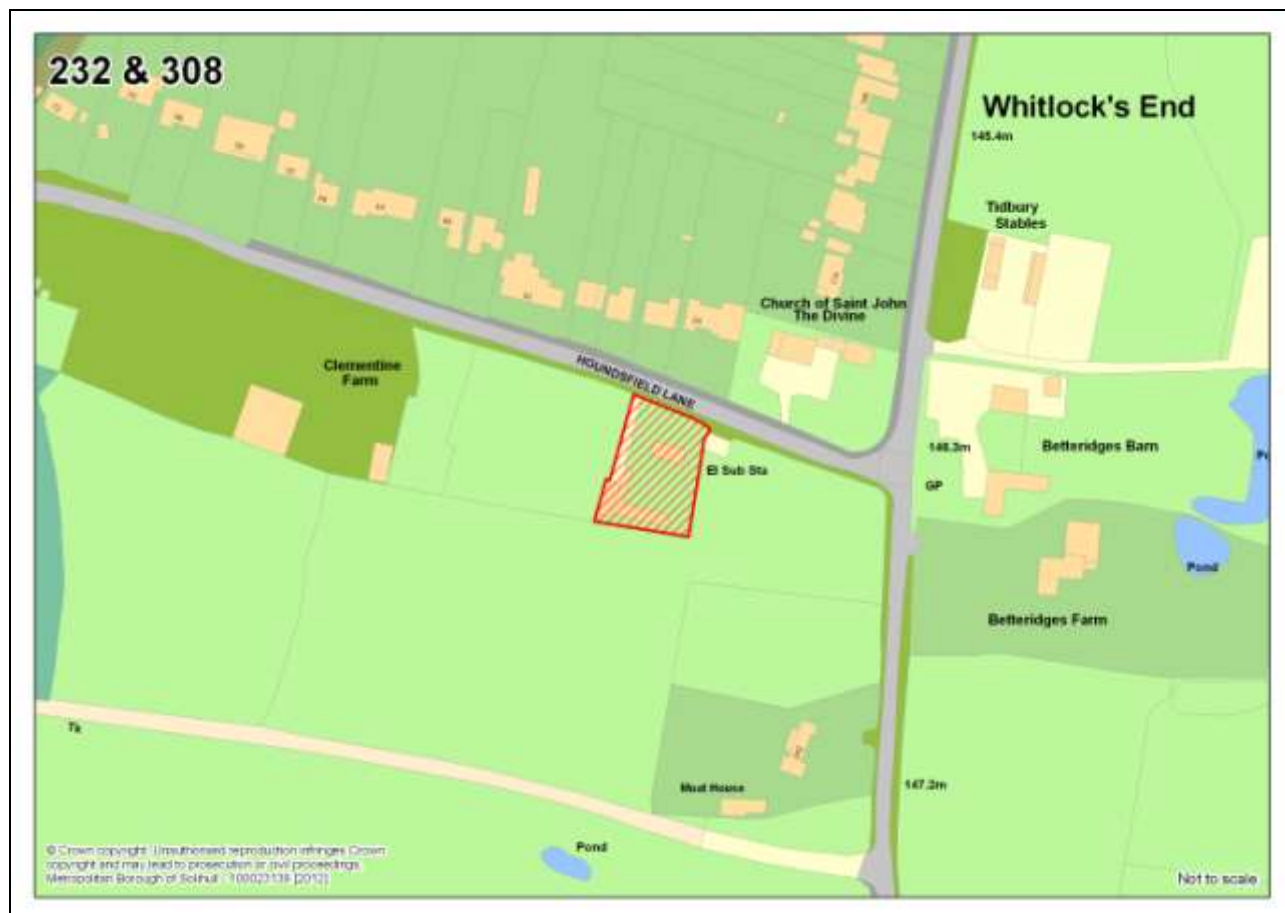 232 & 308
Whitlock's End
145.4m
Tidbury
Stables
Church of Saint John
The Divine
Clementine
Farm
HOUNDSFIELD LANE
146.3m
Betteridges Barn
El Sub Sta
GP
Pond
Betteridges Farm
Tk
Moat House
147.2m
Pond
© Crown copyright. Unauthorised reproduction infringes Crown
copyright and may lead to prosecution or civil proceedings.
Metropolitan Borough of Solihull 100023139 [2012]
Not to scale